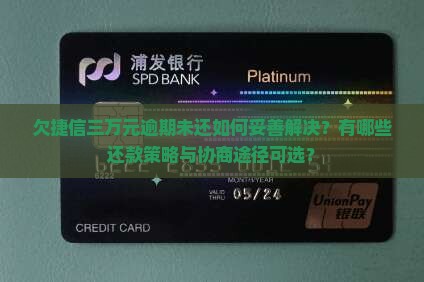 浦发银行
SPD BANK
Platinum
欠捷信三万元逾期未还如何妥善解决？有哪些
还款策略与协商途径可选？
MONTH/YEAR
VALID
THRU
05/24
CREDIT CARD
UnionPay
银联